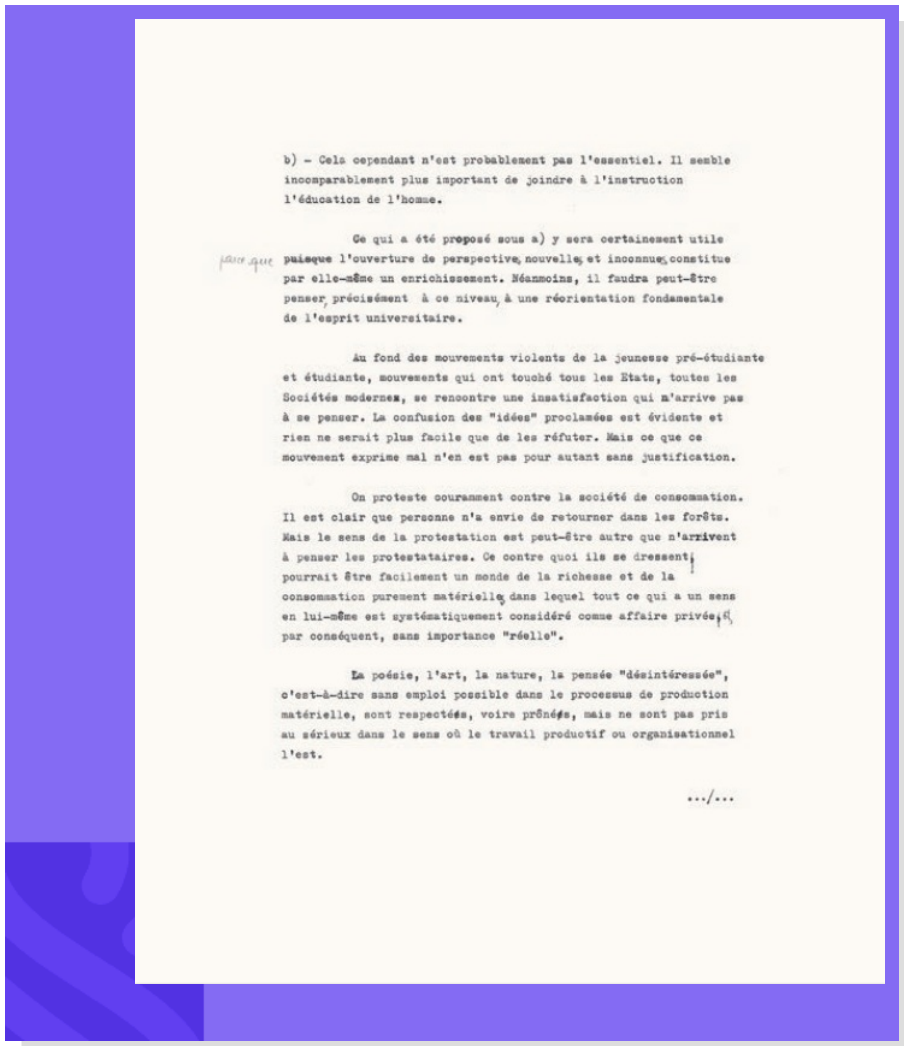 b) - Cela cependant n'est probablement pas l'essentiel. Il semble
incomparablement plus important de joindre à l'instruction
l'éducation de l'homme.
Ce qui a été proposé sous a) y sera certainement utile
parce que puisque l'ouverture de perspectives nouvelles et inconnues constitue
par elle-même un enrichissement. Néanmoins, il faudra peut-être
penser, précisément à ce niveau, à une réorientation fondamentale
de l'esprit universitaire.
Au fond des mouvements violents de la jeunesse pré-étudiante
et étudiante, mouvements qui ont touché tous les Etats, toutes les
Sociétés modernes, se rencontre une insatisfaction qui n'arrive pas
à se penser. La confusion des "idées" proclamées est évidente et
rien ne serait plus facile que de les réfuter. Mais ce que ce
mouvement exprime mal n'en est pas pour autant sans justification.
On proteste couramment contre la société de consommation.
Il est clair que personne n'a envie de retourner dans les forêts.
Mais le sens de la protestation est peut-être autre que n'arrivent
à penser les protestataires. Ce contre quoi ils se dressent
pourrait être facilement un monde de la richesse et de la
consommation purement matérielle, dans lequel tout ce qui a un sens
en lui-même est systématiquement considéré comme affaire privée, et,
par conséquent, sans importance "réelle".
La poésie, l'art, la nature, la pensée "désintéressée",
c'est-à-dire sans emploi possible dans le processus de production
matérielle, sont respectés, voire prônés, mais ne sont pas pris
au sérieux dans le sens où le travail productif ou organisationnel
l'est.
.../...